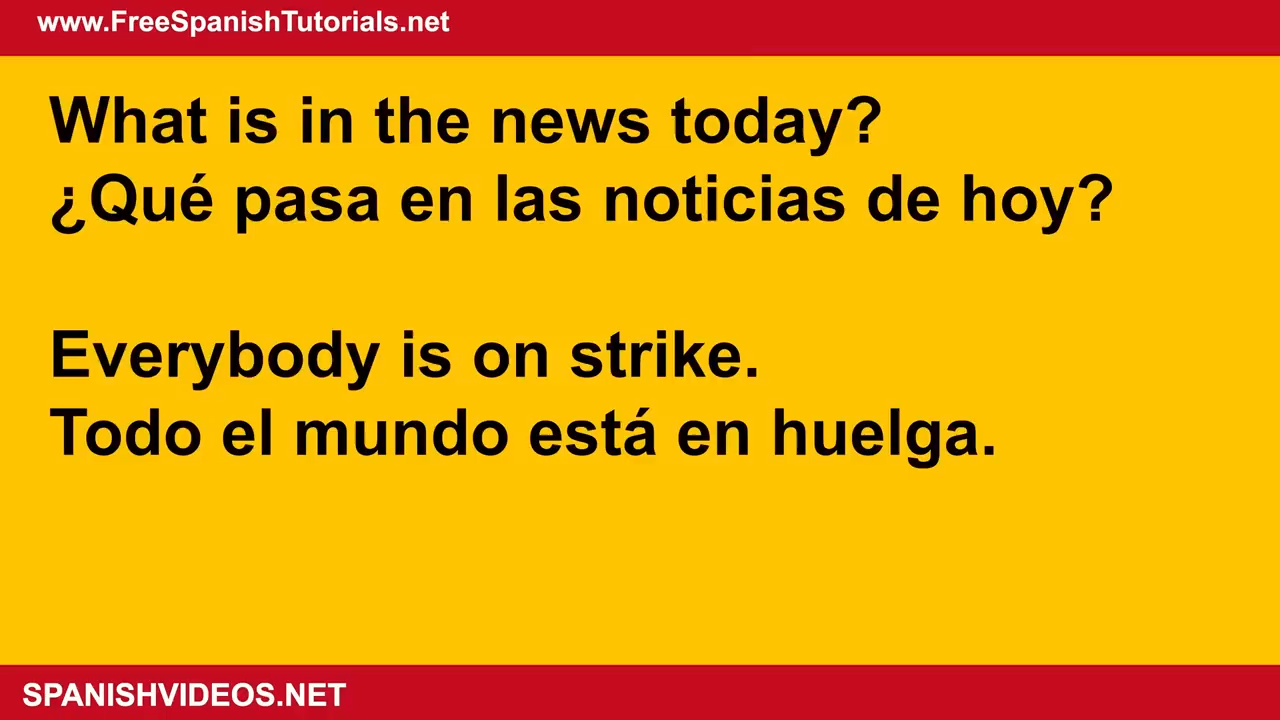 www.FreeSpanishTutorials.net
What is in the news today?
¿Qué pasa en las noticias de hoy?
Everybody is on strike.
Todo el mundo está en huelga.
SPANISHVIDEOS.NET